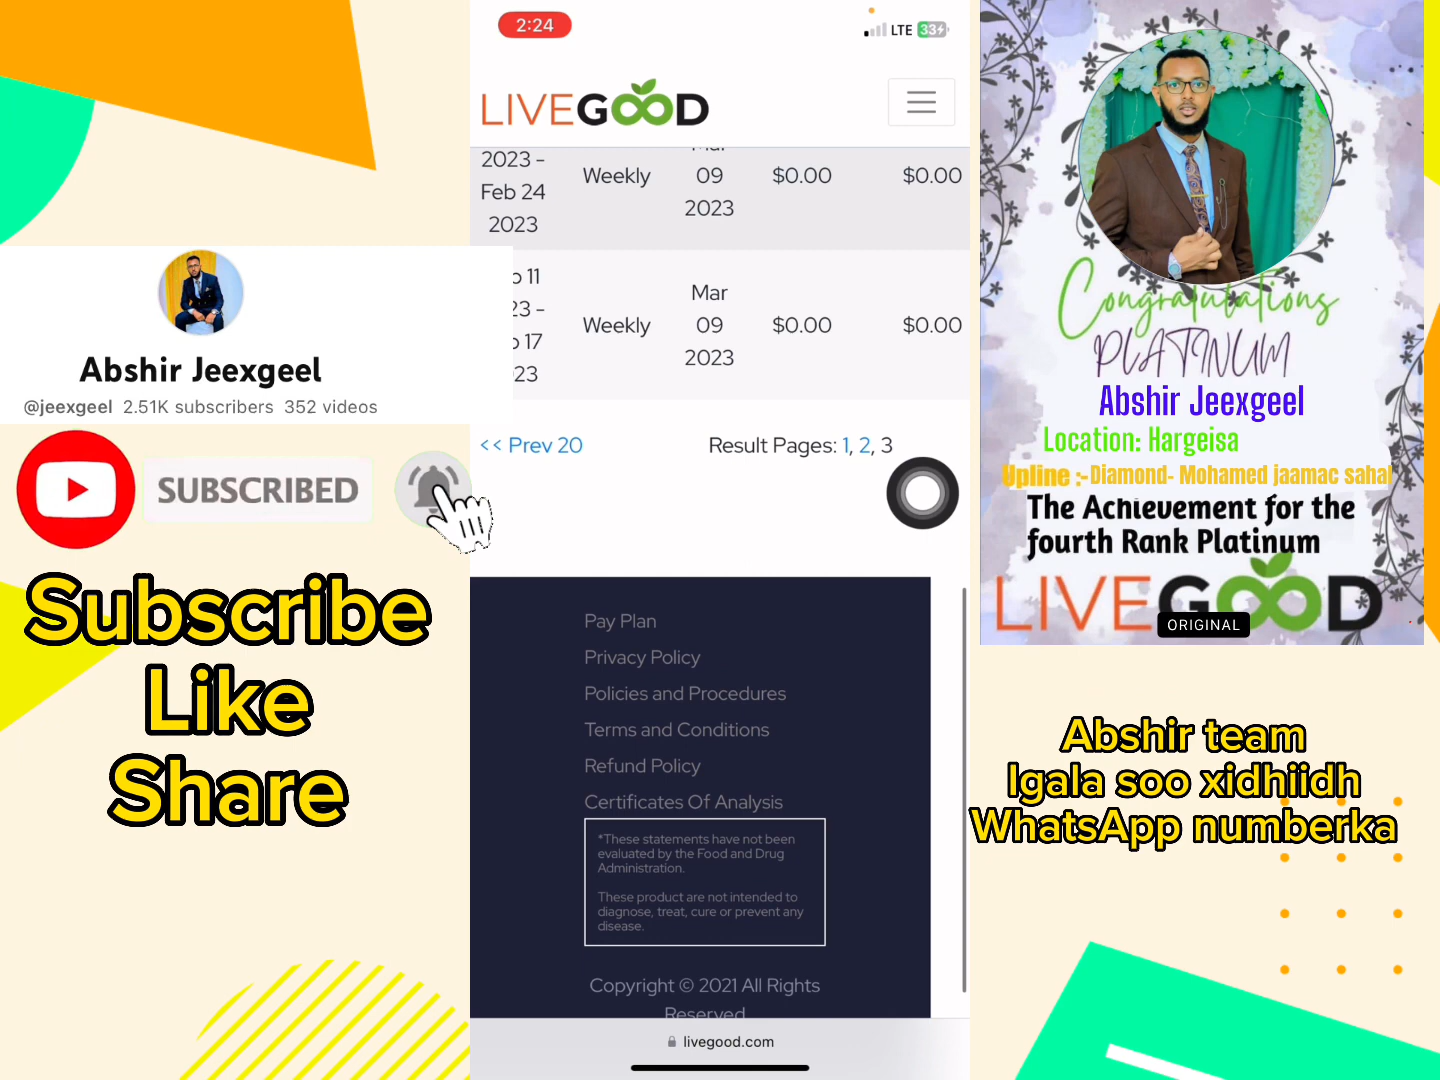 Abshir Jeexgeel
@jeexgeel 2.51K subscribers 352 videos
SUBSCRIBED
Subscribe
Like
Share
2:24
LTE 33
LIVEGOOD
2023 -
Feb 24
2023
Weekly
09
2023
$0.00
$0.00
11
23 -
17
23
Weekly
Mar
09
2023
$0.00
$0.00
<< Prev 20
Result Pages: 1, 2, 3
Pay Plan
Privacy Policy
Policies and Procedures
Terms and Conditions
Refund Policy
Certificates Of Analysis
*These statements have not been
evaluated by the Food and Drug
Administration.
These product are not intended to
diagnose, treat, cure or prevent any
disease.
Copyright © 2021 All Rights
Reserved
livegood.com
Congratulations
PLATINUM
Abshir Jeexgeel
Location: Hargeisa
Upline :-Diamond- Mohamed jaamac sahal
The Achievement for the
fourth Rank Platinum
LIVEGOOD
ORIGINAL
Abshir team
Igala soo xidhiidh
WhatsApp numberka